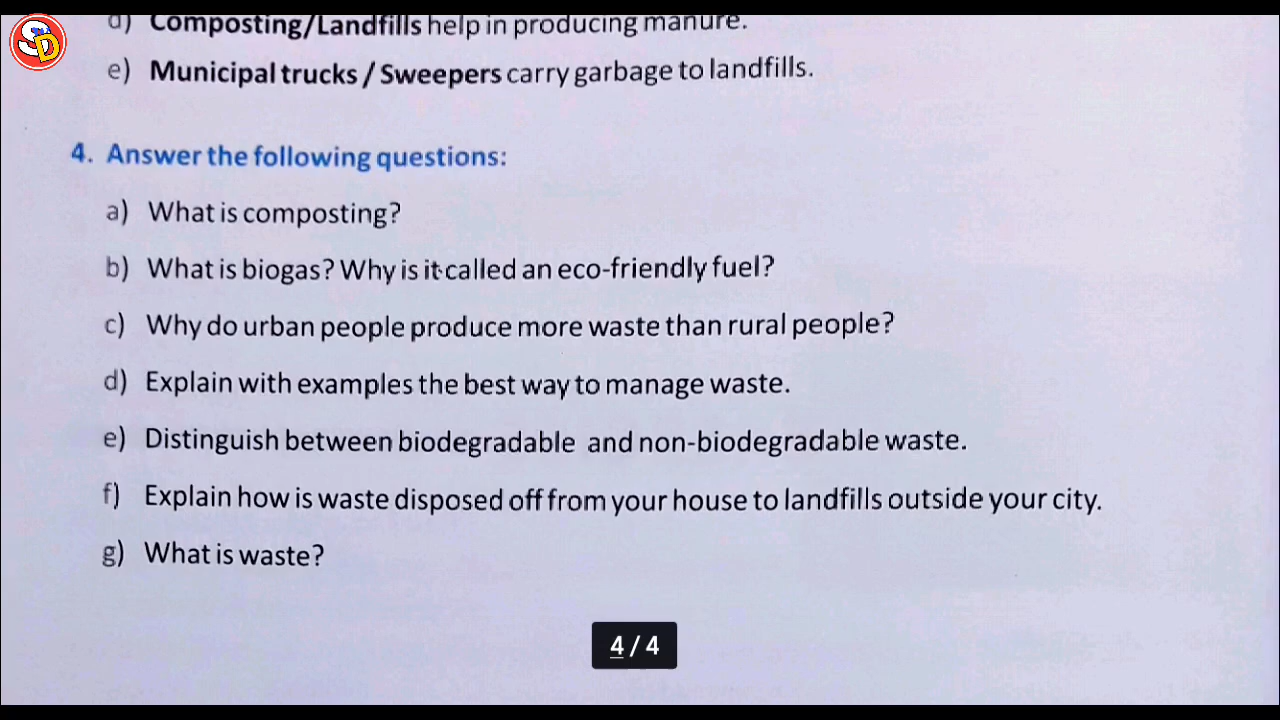 SD
d) Composting/Landfills help in producing manure.
e) Municipal trucks / Sweepers carry garbage to landfills.
4. Answer the following questions:
a) What is composting?
b) What is biogas? Why is it called an eco-friendly fuel?
c) Why do urban people produce more waste than rural people?
d) Explain with examples the best way to manage waste.
e) Distinguish between biodegradable and non-biodegradable waste.
f) Explain how is waste disposed off from your house to landfills outside your city.
g) What is waste?
4 / 4